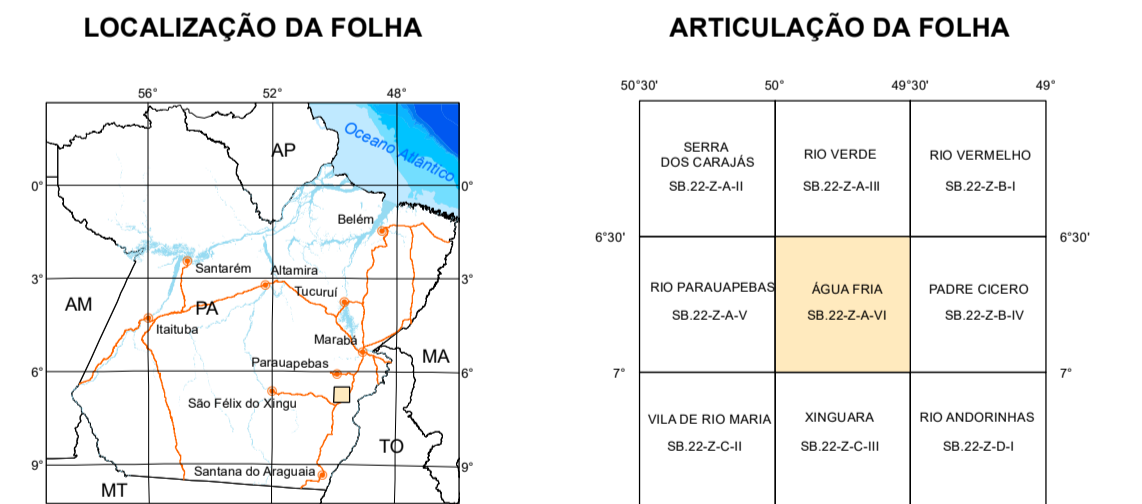 LOCALIZAÇÃO DA FOLHA
56°
52°
48°
Oceano Atlântico
AP
0°
0°
Belém
Santarém
Altamira
3°
3°
Tucuruí
AM
PA
Itaituba
Marabá
MA
Parauapebas
6°
6°
São Félix do Xingu
TO
9°
9°
Santana do Araguaia
MT
ARTICULAÇÃO DA FOLHA
50°30'
50°
49°30'
49°
SERRA
DOS CARAJÁS
SB.22-Z-A-II
RIO VERDE
SB.22-Z-A-III
RIO VERMELHO
SB.22-Z-B-I
6°30'
6°30'
RIO PARAUAPEBAS
SB.22-Z-A-V
ÁGUA FRIA
SB.22-Z-A-VI
PADRE CICERO
SB.22-Z-B-IV
7°
7°
VILA DE RIO MARIA
SB.22-Z-C-II
XINGUARA
SB.22-Z-C-III
RIO ANDORINHAS
SB.22-Z-D-I